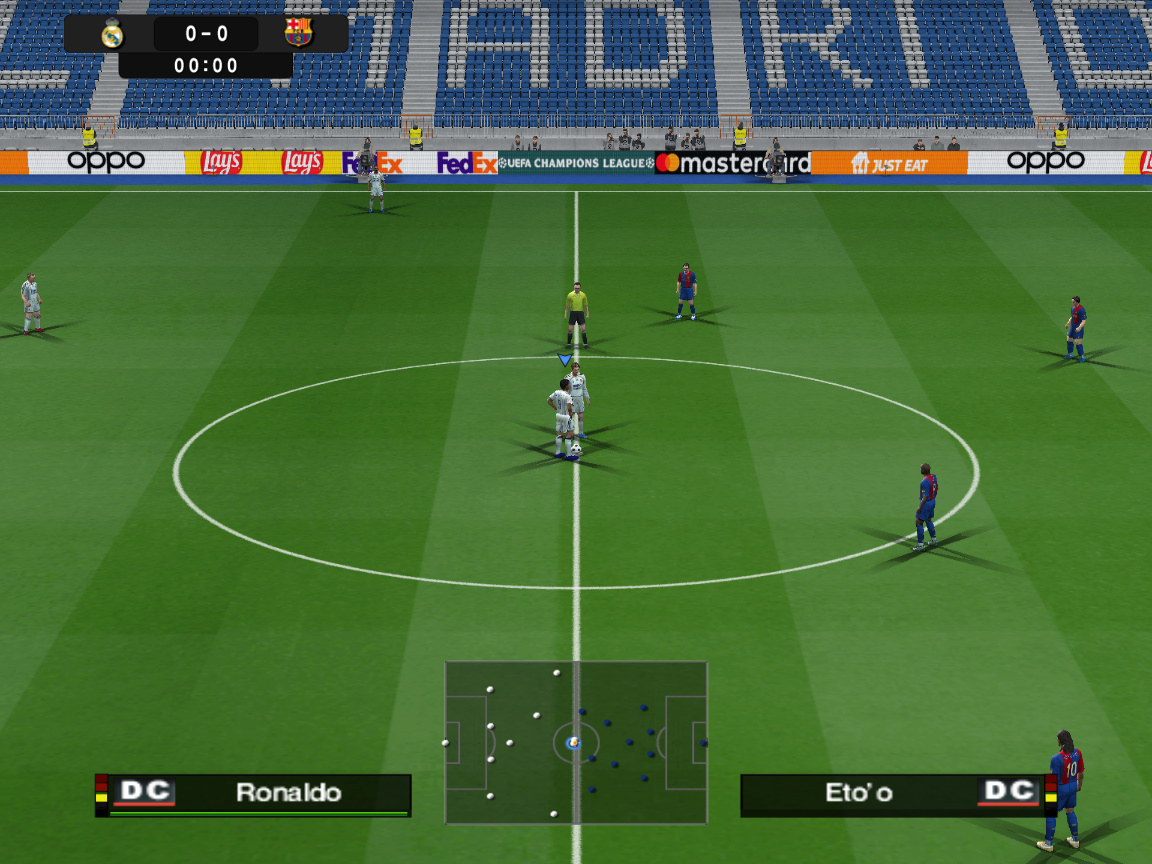 MADRID
0-0
00:00
oppo Lay's Lay's FedEx FedEx UEFA CHAMPIONS LEAGUE mastercard JUST EAT oppo
10
DC Ronaldo
Eto'o DC